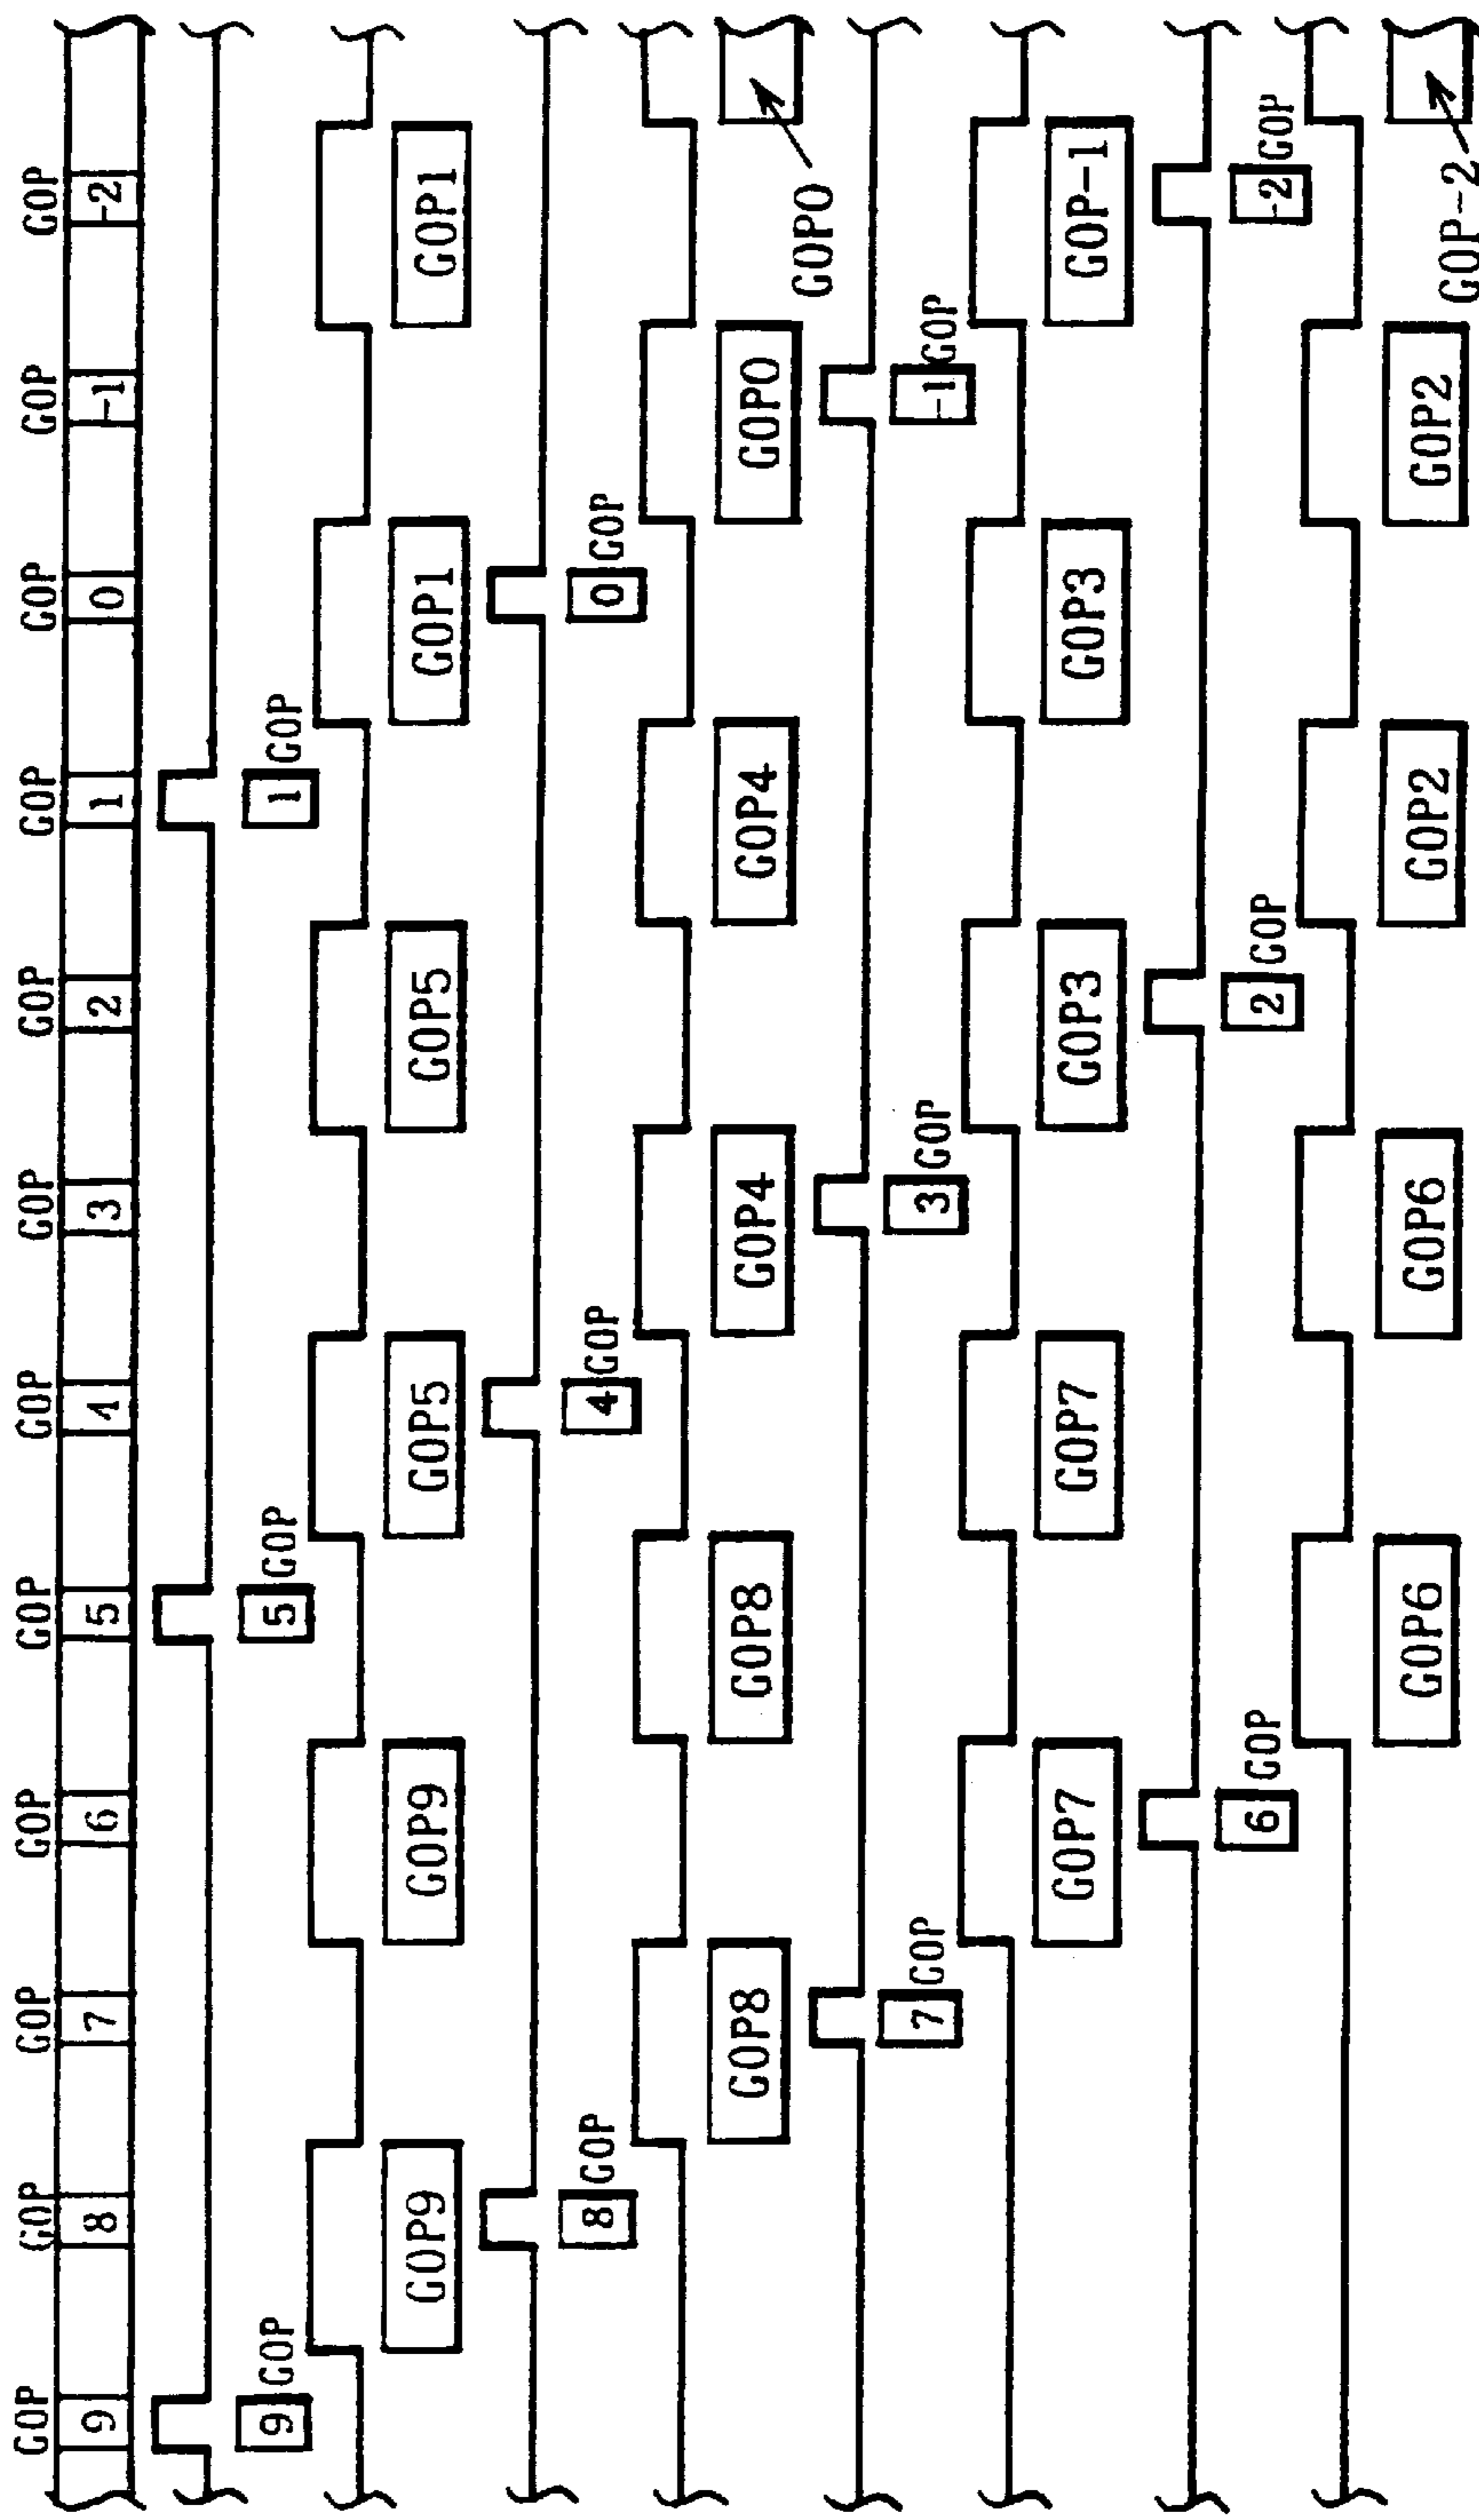 GOP GOP GOP GOP GOP GOP GOP GOP GOP GOP GOP GOP
9 8 7 6 5 4 3 2 1 0 -1 -2
9 GOP 5 GOP 1 GOP
GOP9 GOP9 GOP5 GOP5 GOP1 GOP1
8 GOP 4 GOP 0 GOP
GOP8 GOP8 GOP4 GOP4 GOP0
GOP0
7 GOP 3 GOP -1 GOP
GOP7 GOP7 GOP3 GOP3 GOP-1
6 GOP 2 GOP -2 GOP
GOP6 GOP6 GOP2 GOP2
GOP-2